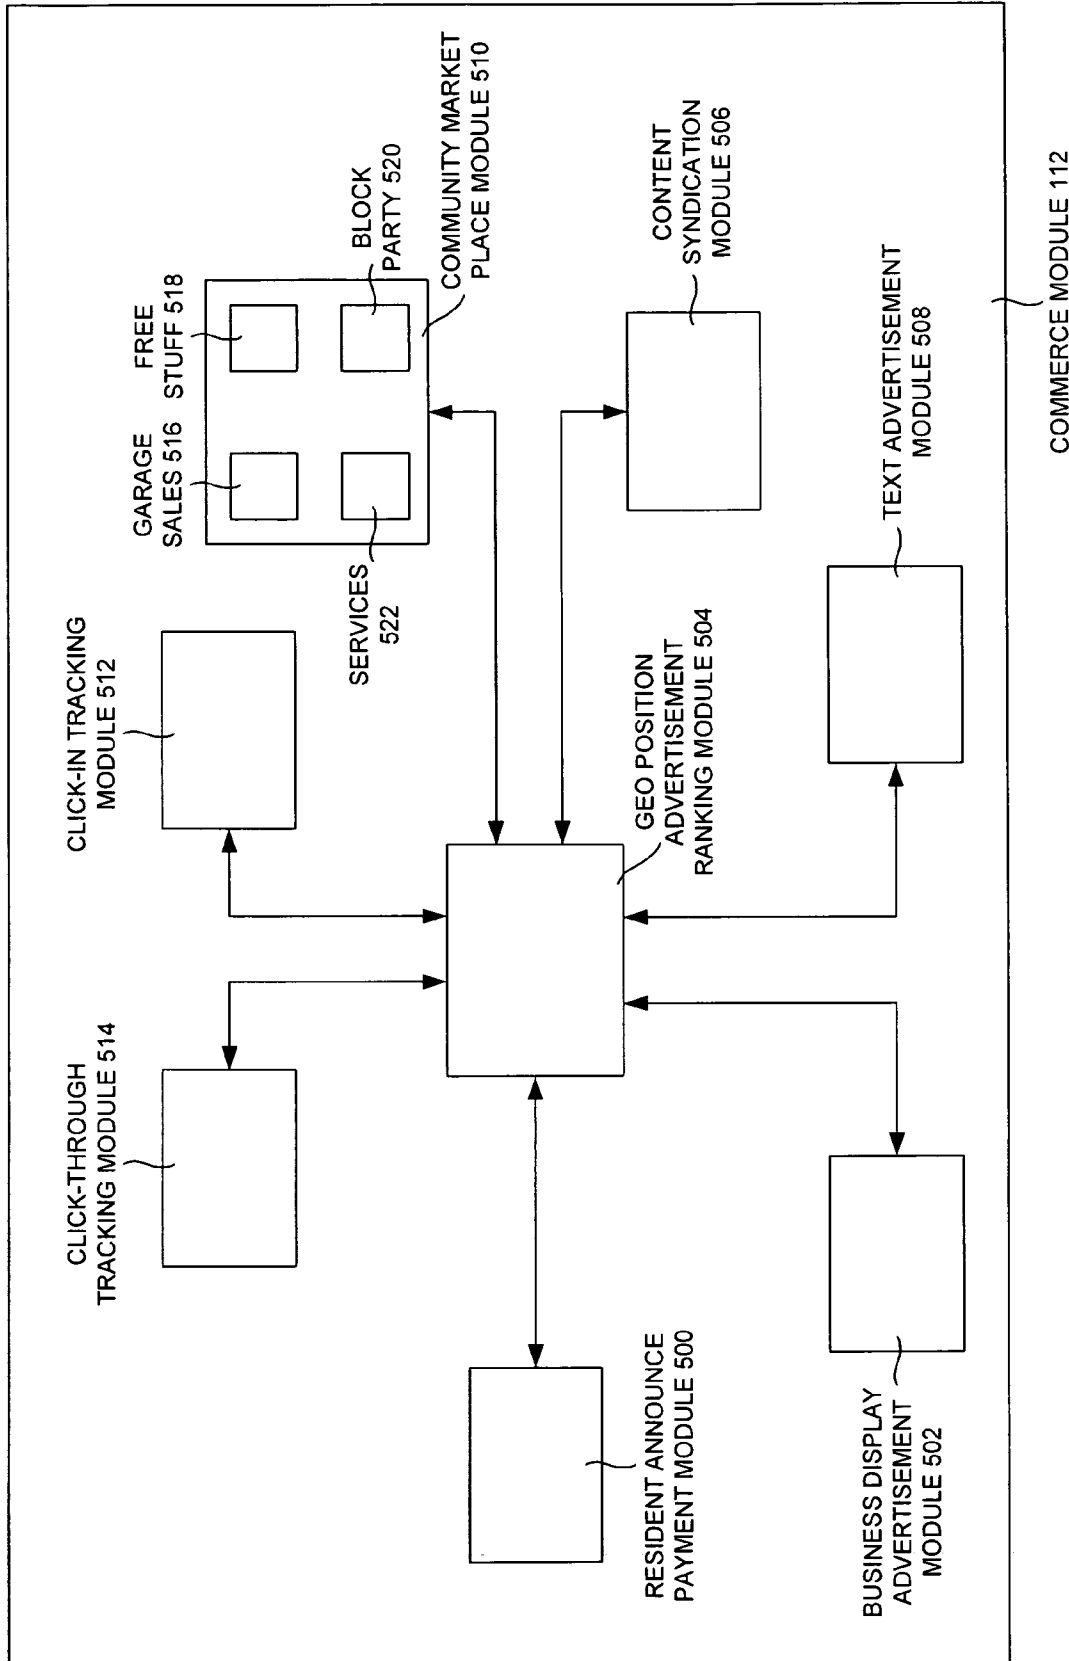 CLICK-THROUGH
TRACKING MODULE 514
CLICK-IN TRACKING
MODULE 512
GARAGE
SALES 516
FREE
STUFF 518
SERVICES
522
BLOCK
PARTY 520
COMMUNITY MARKET
PLACE MODULE 510
RESIDENT ANNOUNCE
PAYMENT MODULE 500
GEO POSITION
ADVERTISEMENT
RANKING MODULE 504
CONTENT
SYNDICATION
MODULE 506
BUSINESS DISPLAY
ADVERTISEMENT
MODULE 502
TEXT ADVERTISEMENT
MODULE 508
COMMERCE MODULE 112